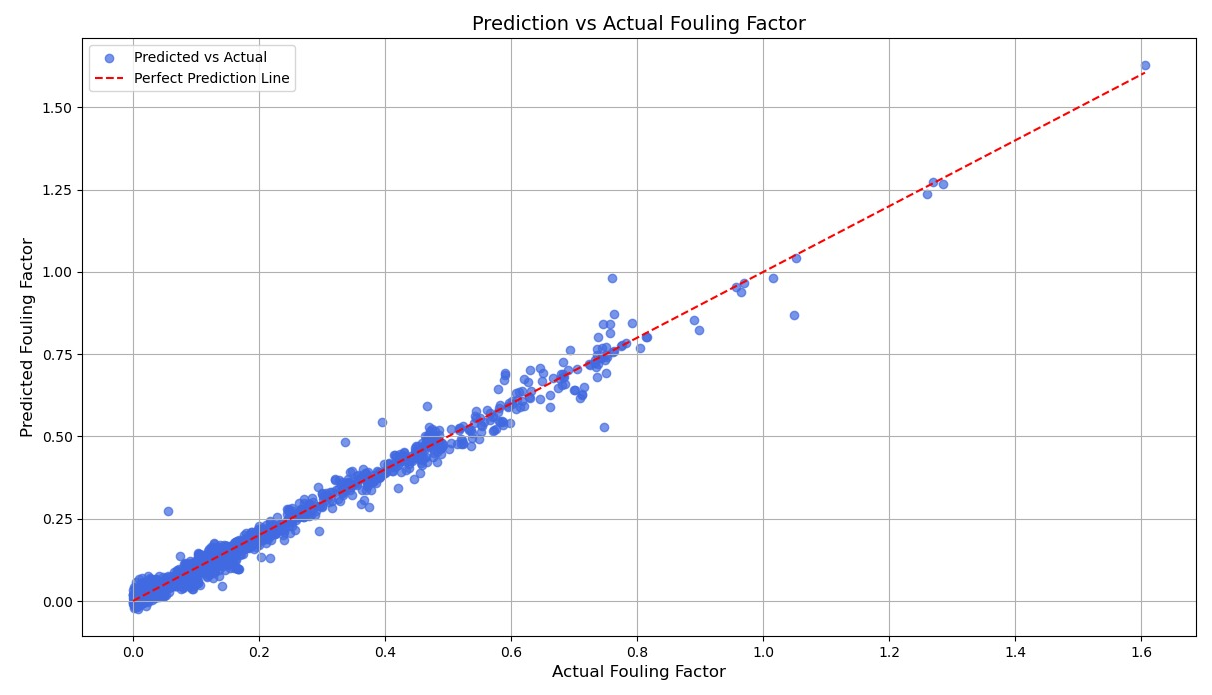 Prediction vs Actual Fouling Factor
Predicted vs Actual
Perfect Prediction Line
Predicted Fouling Factor
1.50
1.25
1.00
0.75
0.50
0.25
0.00
0.0 0.2 0.4 0.6 0.8 1.0 1.2 1.4 1.6
Actual Fouling Factor